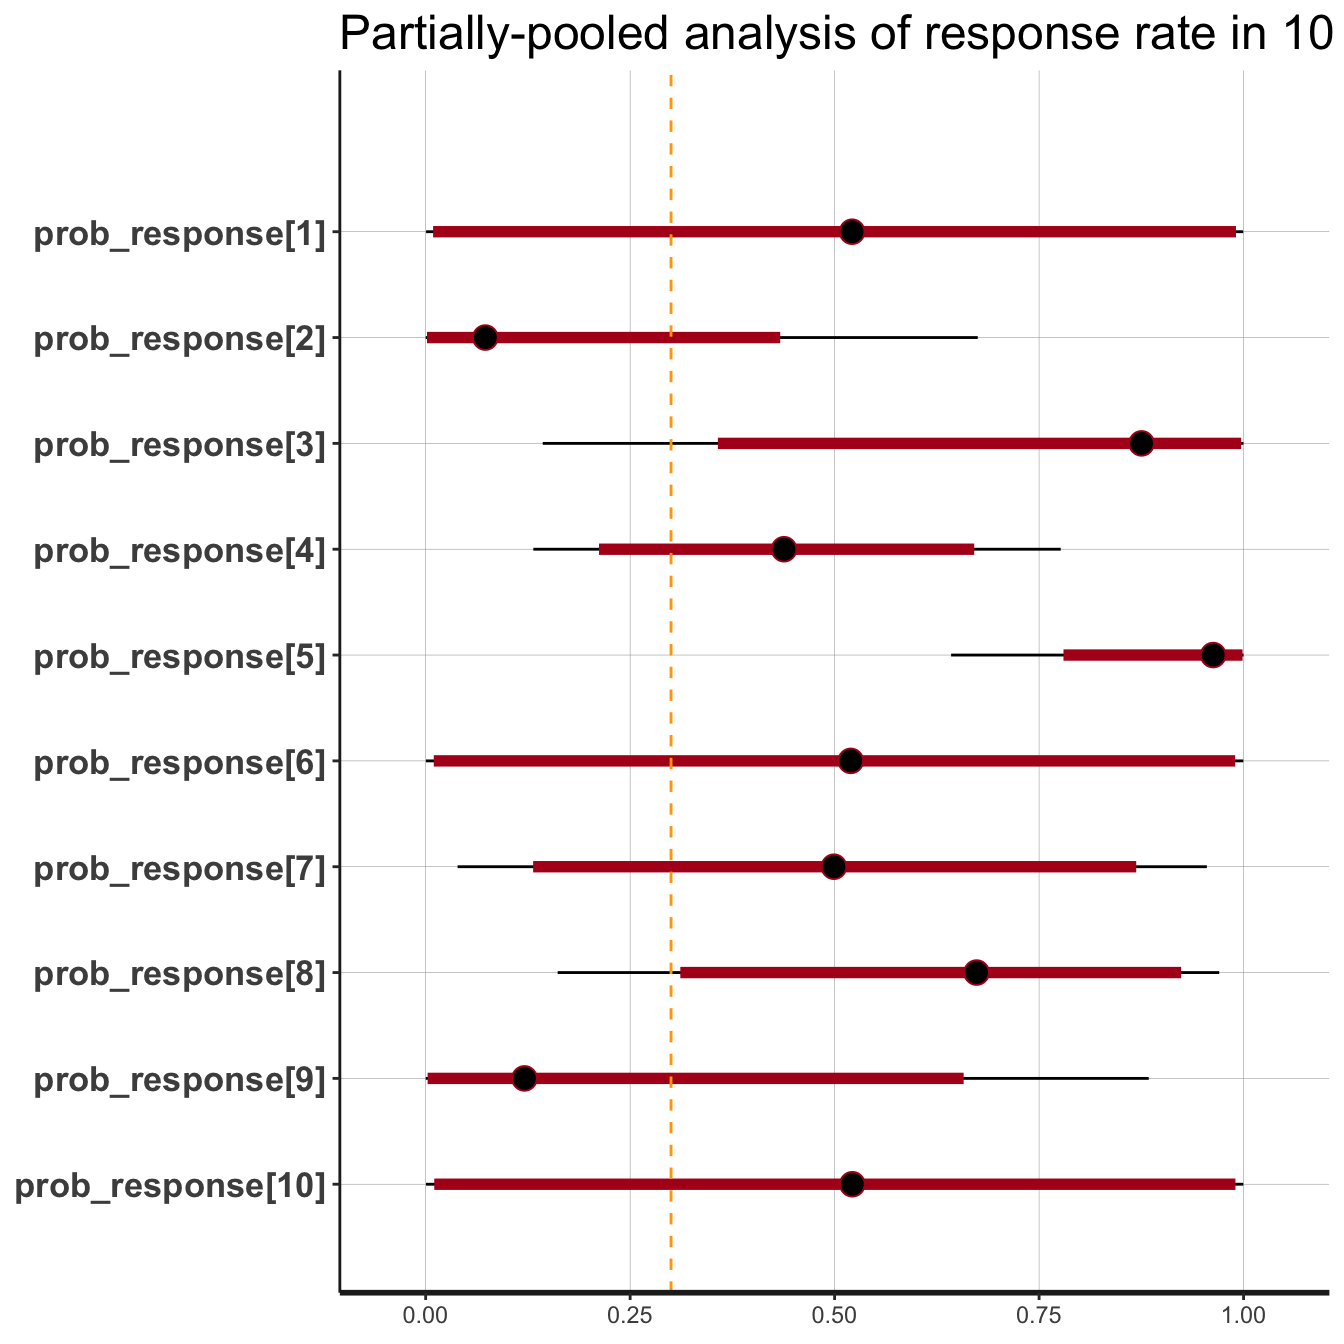 Partially-pooled analysis of response rate in 10
prob_response[1]
prob_response[2]
prob_response[3]
prob_response[4]
prob_response[5]
prob_response[6]
prob_response[7]
prob_response[8]
prob_response[9]
prob_response[10]
0.00 0.25 0.50 0.75 1.00